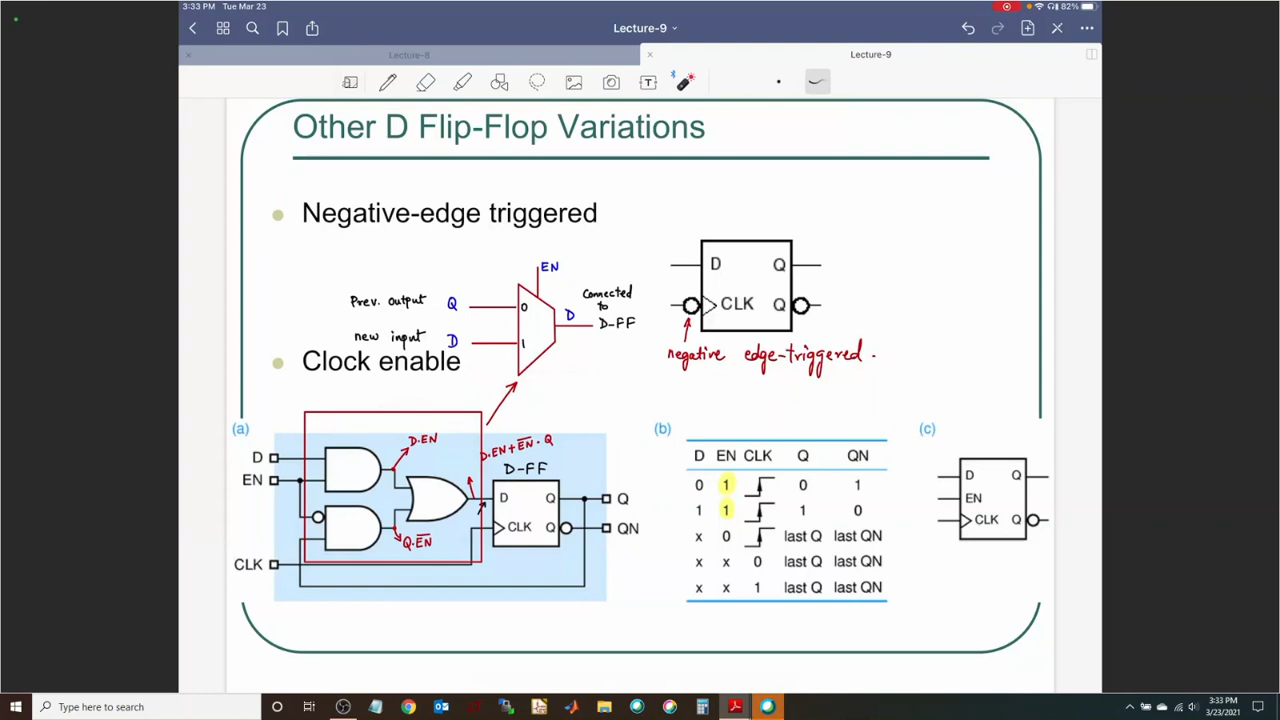 3:33 PM Tue Mar 23
82%
Lecture-9
Lecture-8
Lecture-9
Other D Flip-Flop Variations
Negative-edge triggered
EN
Prev. output Q
0
Connected
to
D-FF
D
new input D
1
D Q
CLK Q
negative edge-triggered.
Clock enable
(a)
D
EN
CLK
D·EN
Q·EN
D·EN + EN·Q
D-FF
D Q
CLK Q
Q
QN
(b)
D EN CLK Q QN
0 1 0 1
1 1 1 0
x 0 last Q last QN
x x 0 last Q last QN
x x 1 last Q last QN
(c)
D Q
EN
CLK Q
Type here to search
3:33 PM
3/23/2021